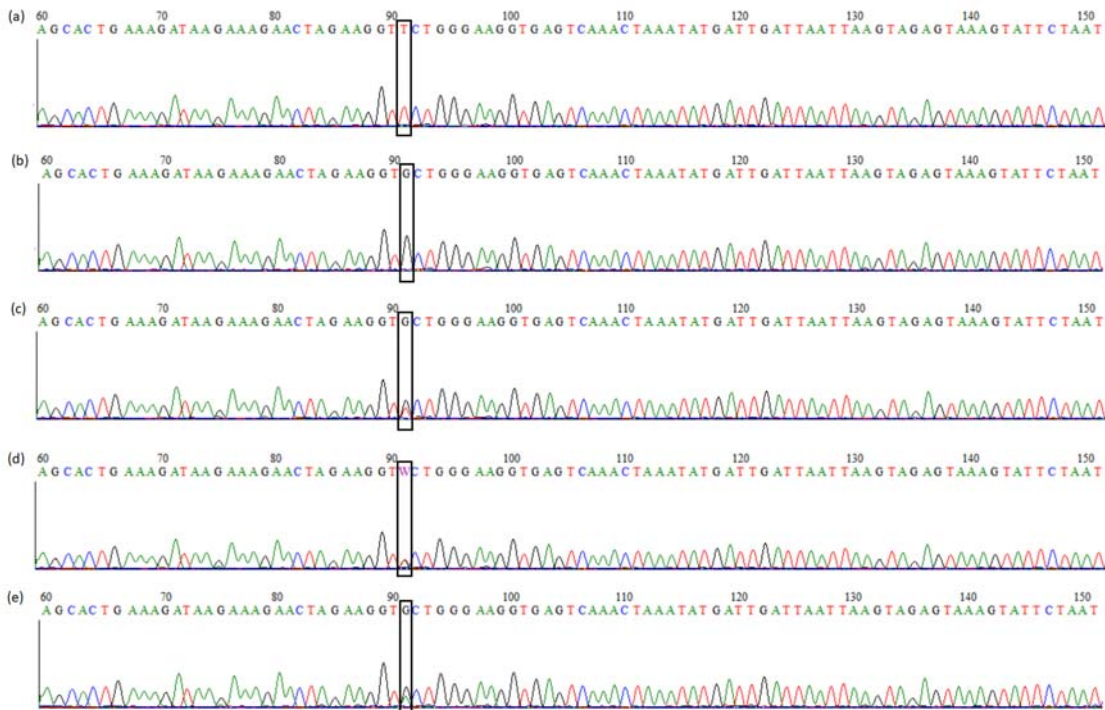 (a) 60 70 80 90 100 110 120 130 140 150
AGCACTGAAAGATAAGAAAGAACTAGAAGGTTCTGGGAAGGTGAGTCAAACTAAATATGATTGATTAATTAAGTAGAGTAAAGTATTCTAAT
(b) 60 70 80 90 100 110 120 130 140 150
AGCACTGAAAGATAAGAAAGAACTAGAAGGTGCTGGGAAGGTGAGTCAAACTAAATATGATTGATTAATTAAGTAGAGTAAAGTATTCTAAT
(c) 60 70 80 90 100 110 120 130 140 150
AGCACTGAAAGATAAGAAAGAACTAGAAGGTGCTGGGAAGGTGAGTCAAACTAAATATGATTGATTAATTAAGTAGAGTAAAGTATTCTAAT
(d) 60 70 80 90 100 110 120 130 140 150
AGCACTGAAAGATAAGAAAGAACTAGAAGGTWCTGGGAAGGTGAGTCAAACTAAATATGATTGATTAATTAAGTAGAGTAAAGTATTCTAAT
(e) 60 70 80 90 100 110 120 130 140 150
AGCACTGAAAGATAAGAAAGAACTAGAAGGTGCTGGGAAGGTGAGTCAAACTAAATATGATTGATTAATTAAGTAGAGTAAAGTATTCTAAT